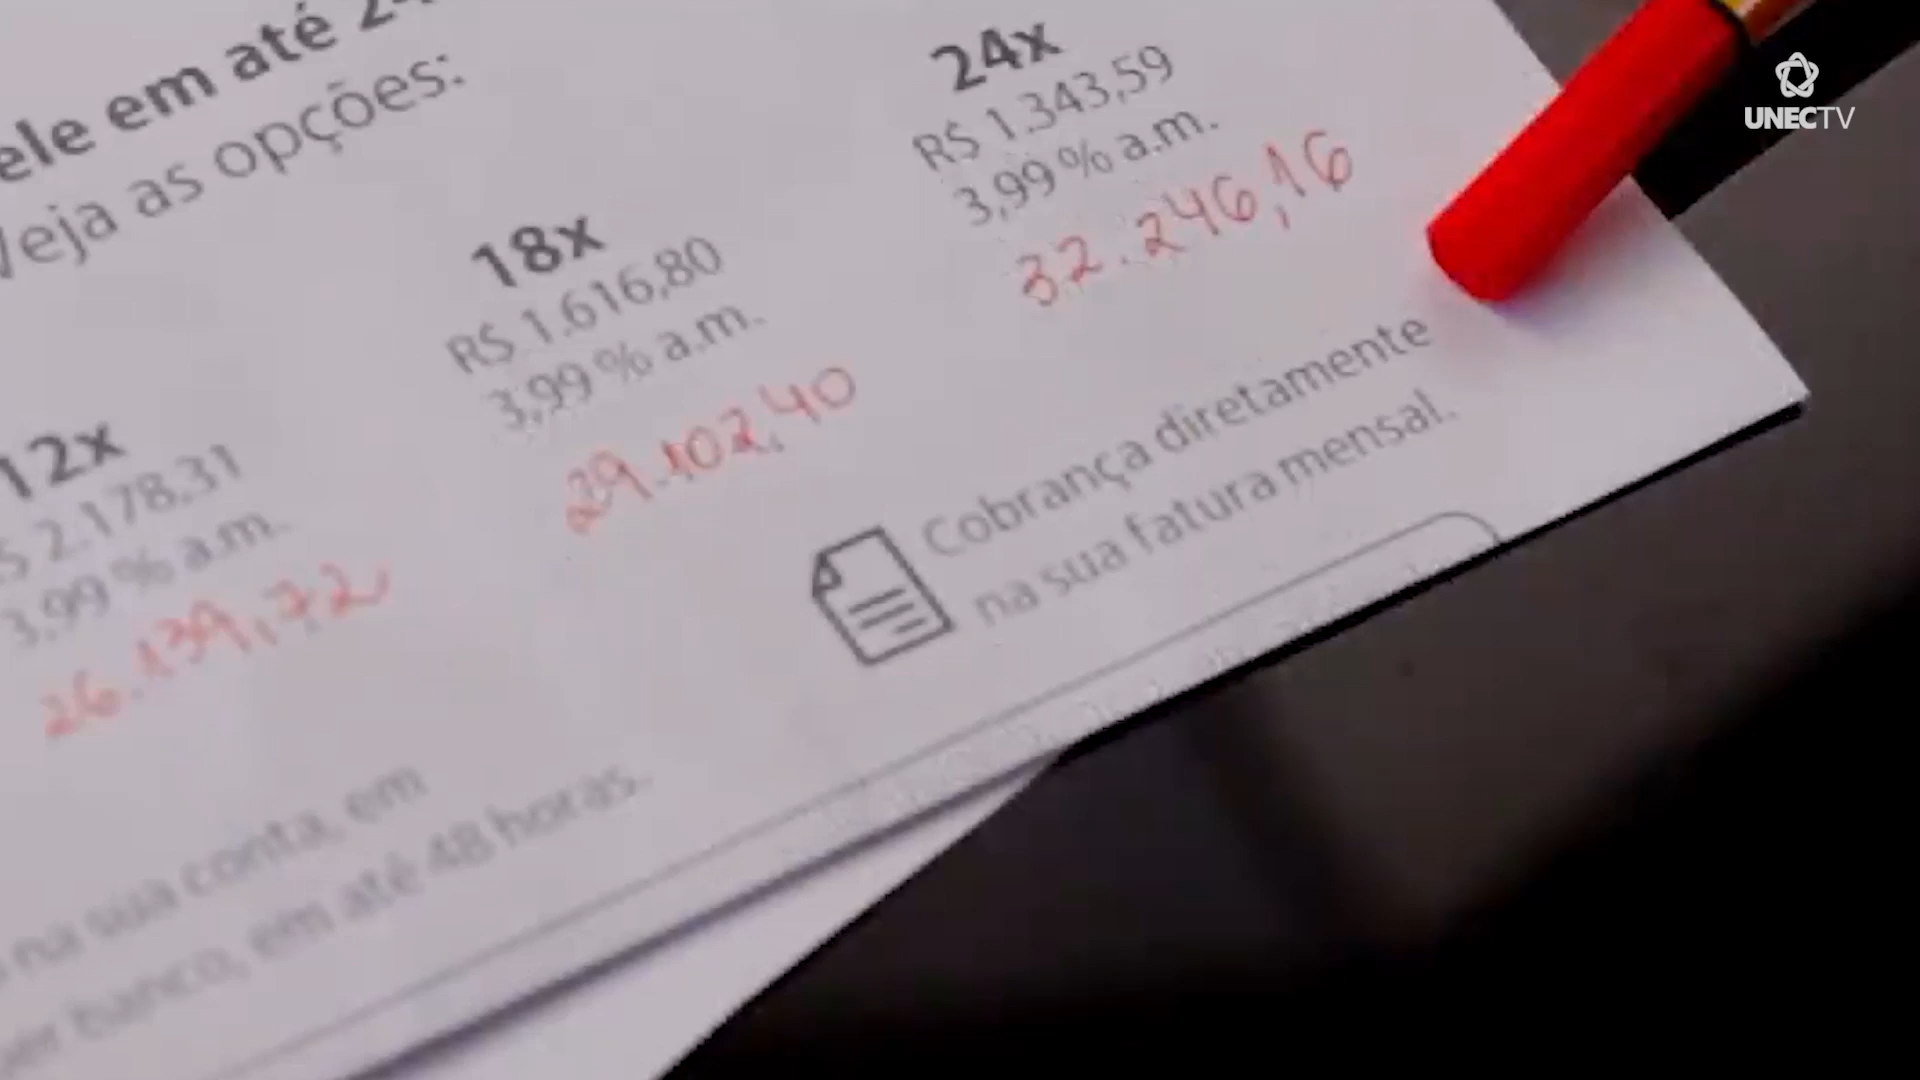 ele em até 24
Veja as opções:
12x
$ 2.178,31
3,99 % a.m.
26.139,72
18x
R$ 1.616,80
3,99 % a.m.
29.102,40
24x
R$ 1.343,59
3,99 % a.m.
32.246,16
Cobrança diretamente
na sua fatura mensal.
na sua conta, em
banco, em até 48 horas.
UNECTV